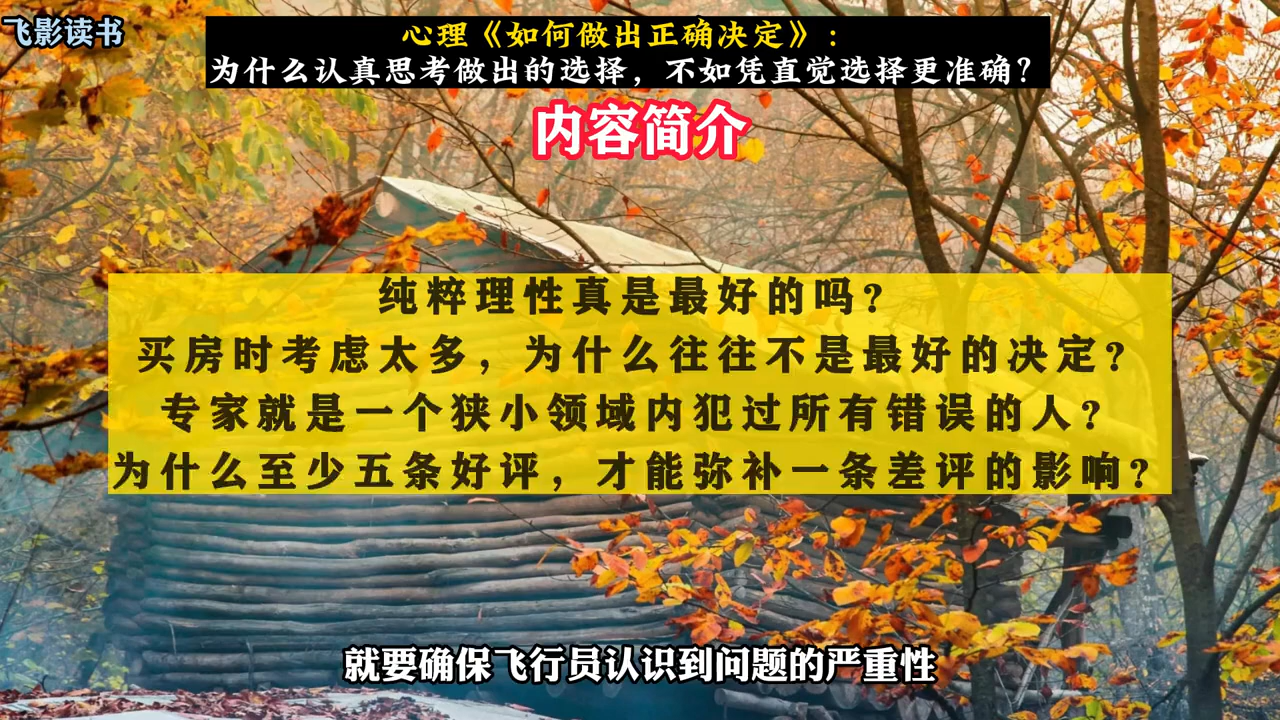 飞影读书
心理《如何做出正确决定》：
为什么认真思考做出的选择，不如凭直觉选择更准确？
内容简介
纯粹理性真是最好的吗？
买房时考虑太多，为什么往往不是最好的决定？
专家就是一个狭小领域内犯过所有错误的人？
为什么至少五条好评，才能弥补一条差评的影响？
就要确保飞行员认识到问题的严重性